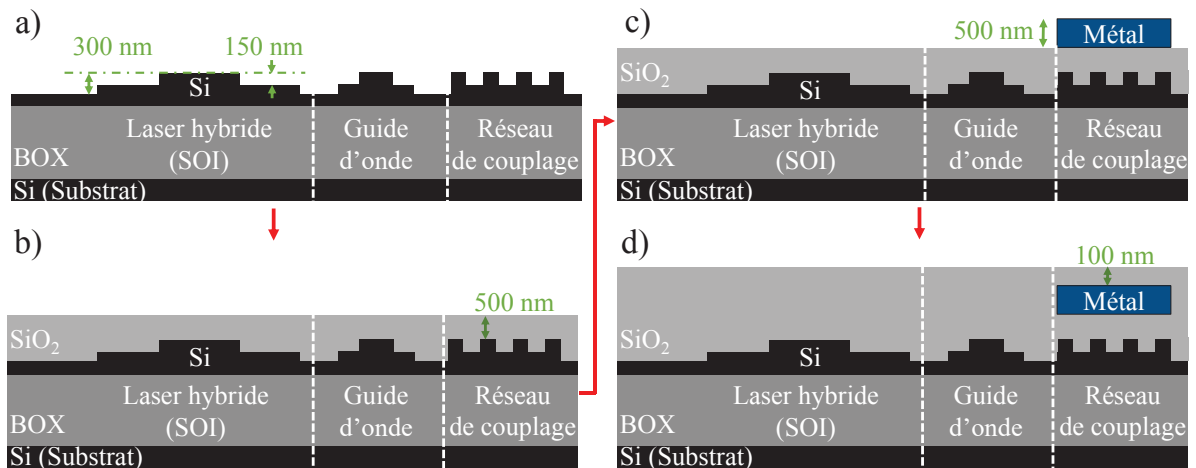 a)
300 nm
150 nm
Si
Laser hybride
(SOI)
Guide
d’onde
Réseau
de couplage
BOX
Si (Substrat)
b)
500 nm
SiO2
Si
Laser hybride
(SOI)
Guide
d’onde
Réseau
de couplage
BOX
Si (Substrat)
c)
500 nm
Métal
SiO2
Si
Laser hybride
(SOI)
Guide
d’onde
Réseau
de couplage
BOX
Si (Substrat)
d)
100 nm
Métal
SiO2
Si
Laser hybride
(SOI)
Guide
d’onde
Réseau
de couplage
BOX
Si (Substrat)